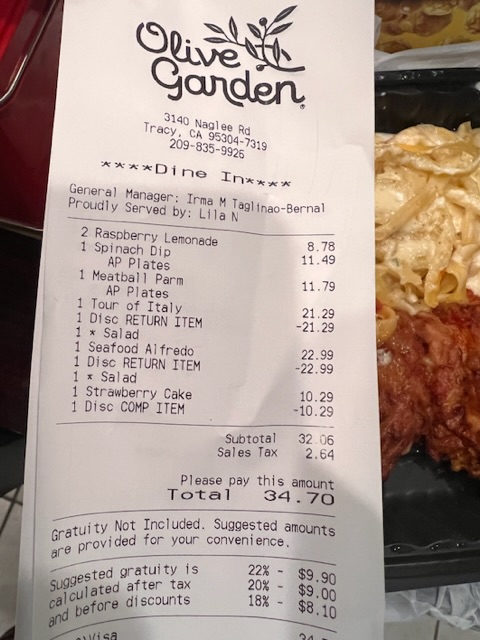 Olive
Garden
3140 Naglee Rd
Tracy, CA 95304-7319
209-835-9926
****Dine In****
General Manager: Irma M Taglinao-Bernal
Proudly Served by: Lila N
2 Raspberry Lemonade 8.78
1 Spinach Dip 11.49
AP Plates
1 Meatball Parm 11.79
AP Plates
1 Tour of Italy 21.29
1 Disc RETURN ITEM -21.29
1 * Salad
1 Seafood Alfredo 22.99
1 Disc RETURN ITEM -22.99
1 * Salad
1 Strawberry Cake 10.29
1 Disc COMP ITEM -10.29
Subtotal 32.06
Sales Tax 2.64
Please pay this amount
Total 34.70
Gratuity Not Included. Suggested amounts
are provided for your convenience.
Suggested gratuity is 22% - $9.90
calculated after tax 20% - $9.00
and before discounts 18% - $8.10
Visa